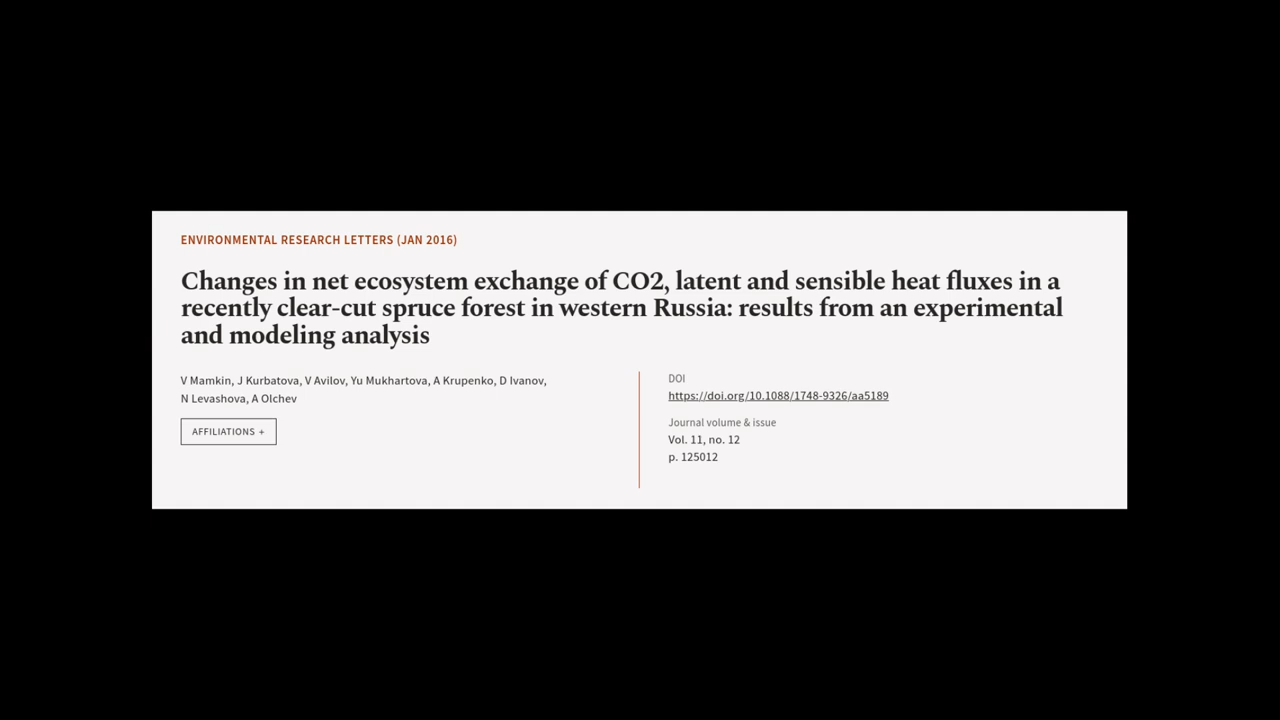 ENVIRONMENTAL RESEARCH LETTERS (JAN 2016)
Changes in net ecosystem exchange of CO2, latent and sensible heat fluxes in a
recently clear-cut spruce forest in western Russia: results from an experimental
and modeling analysis
V Mamkin, J Kurbatova, V Avilov, Yu Mukhartova, A Krupenko, D Ivanov,
N Levashova, A Olchev
AFFILIATIONS +
DOI
https://doi.org/10.1088/1748-9326/aa5189
Journal volume & issue
Vol. 11, no. 12
p. 125012